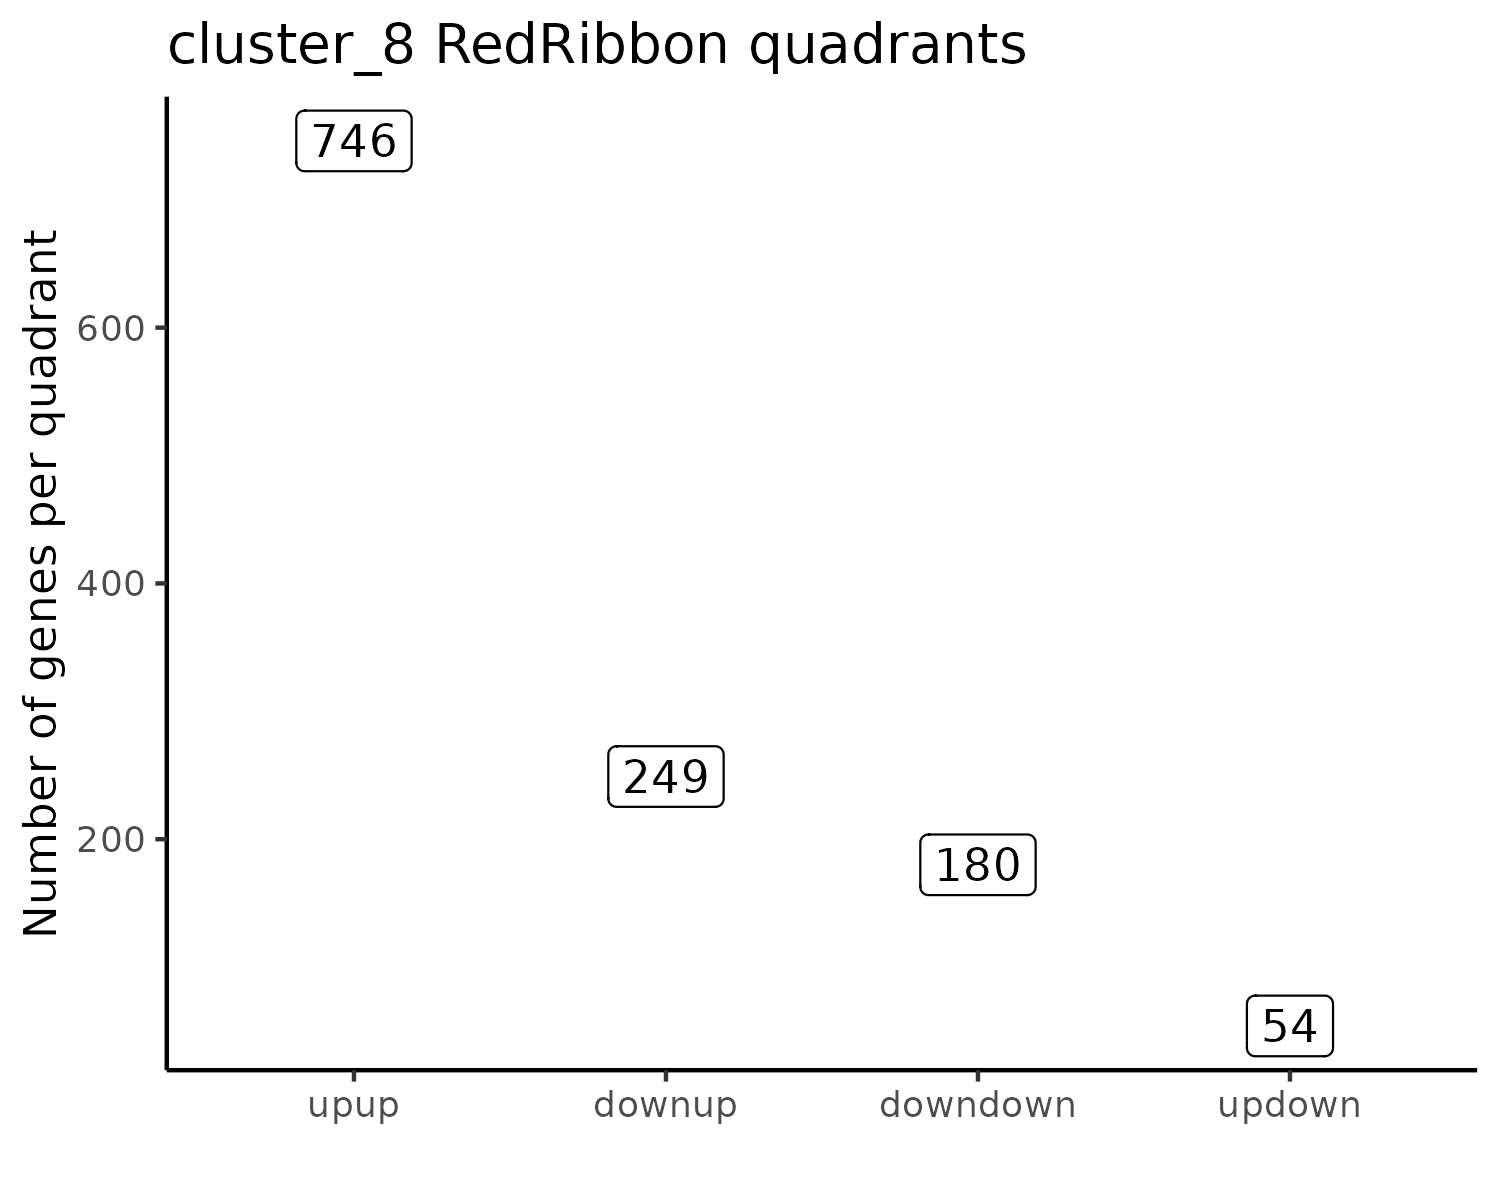 cluster_8 RedRibbon quadrants
Number of genes per quadrant
746
600
400
249
200
180
54
upup downup downdown updown